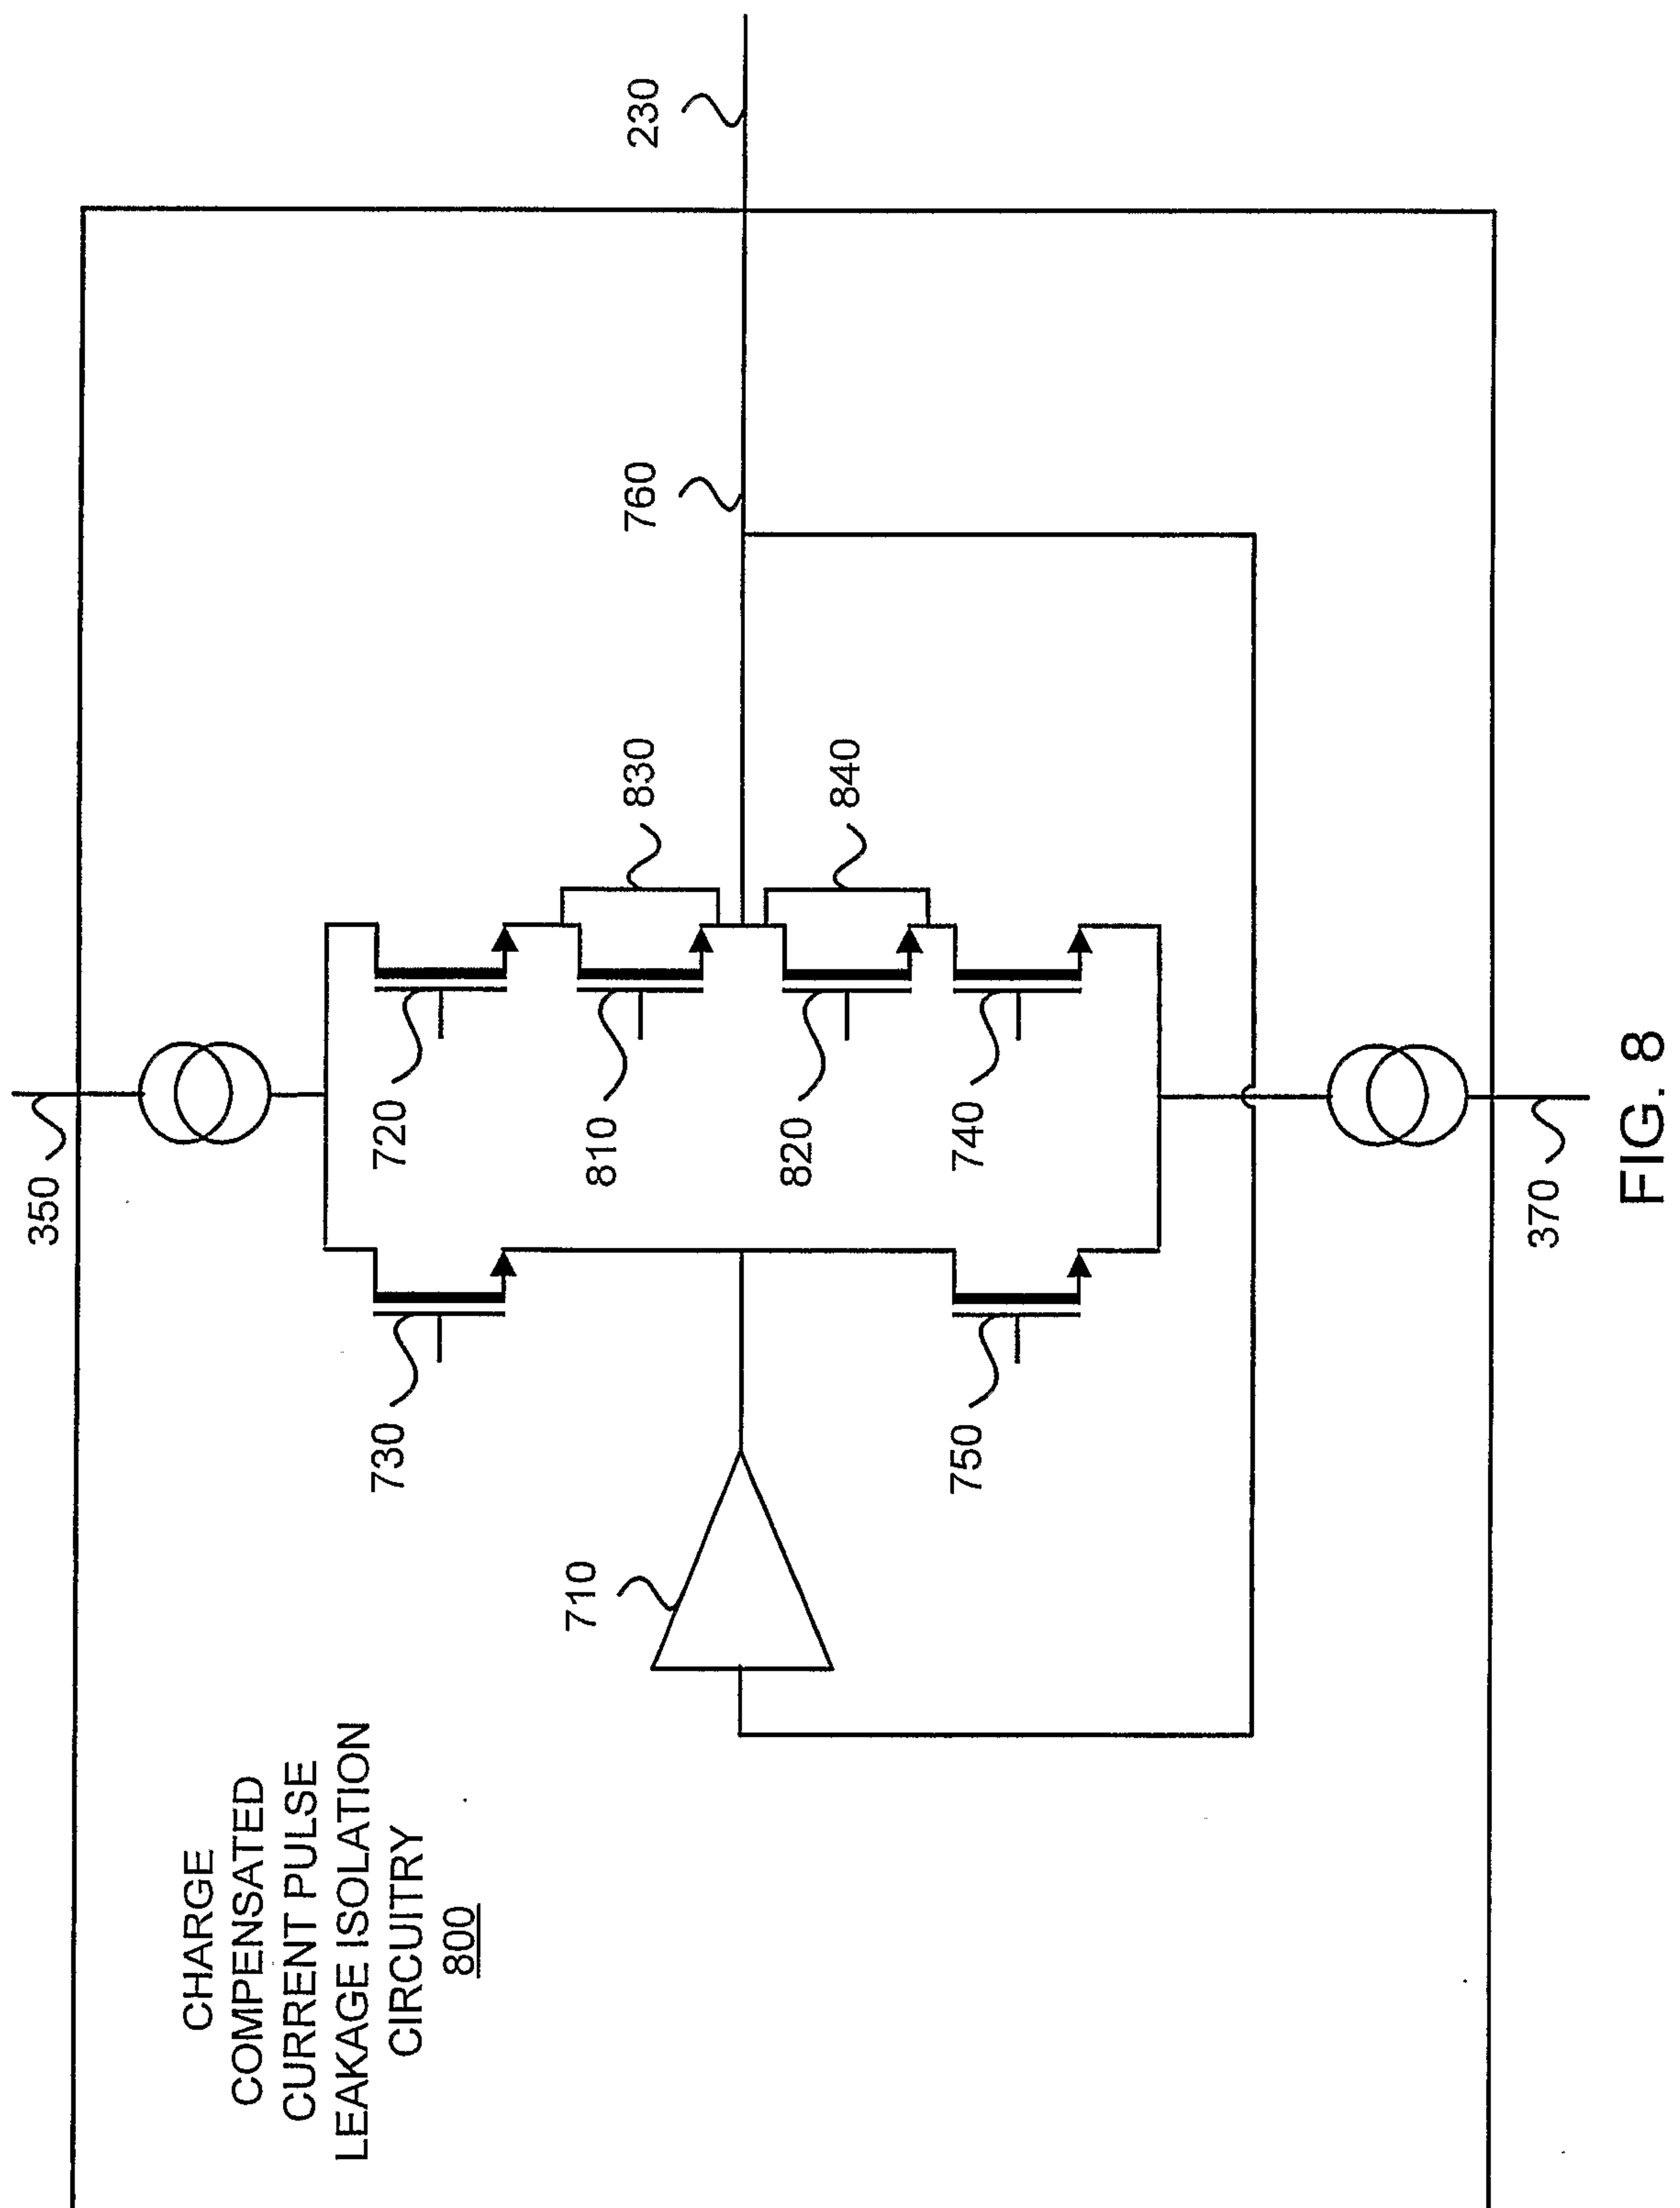 CHARGE
COMPENSATED
CURRENT PULSE
LEAKAGE ISOLATION
CIRCUITRY
800
350
230
760
830
840
720
810
820
740
730
750
710
370
FIG. 8